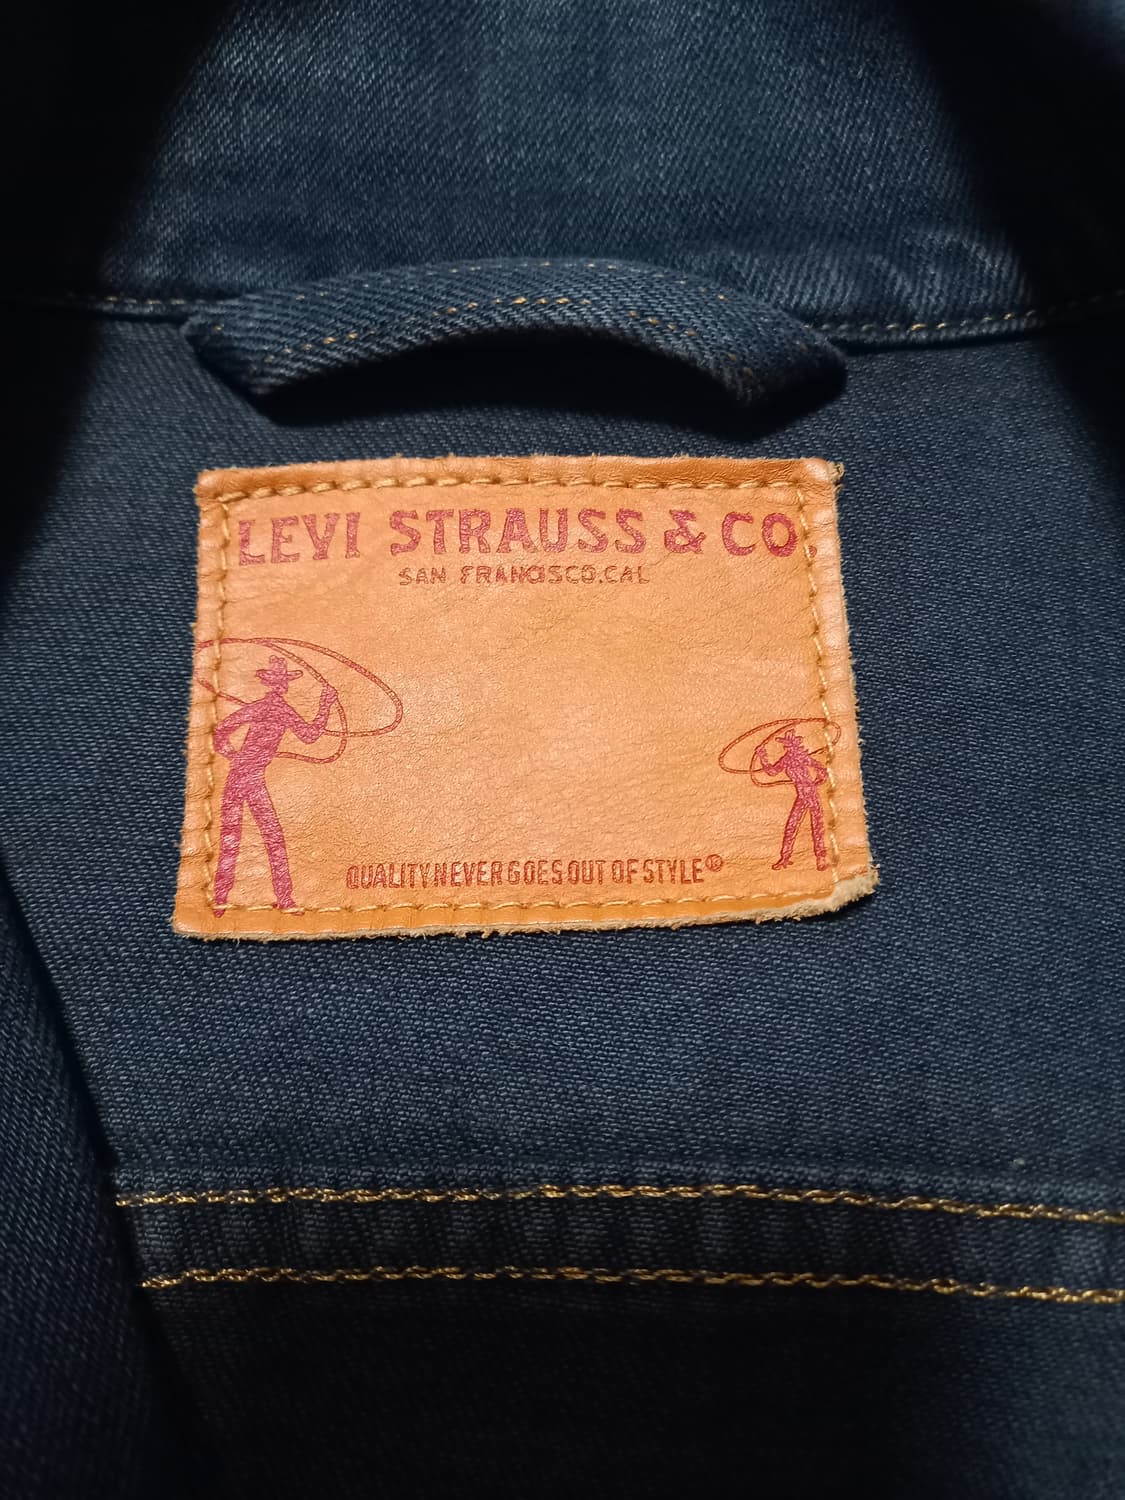 LEVI STRAUSS & CO.
SAN FRANCISCO.CAL
QUALITY NEVER GOES OUT OF STYLE®